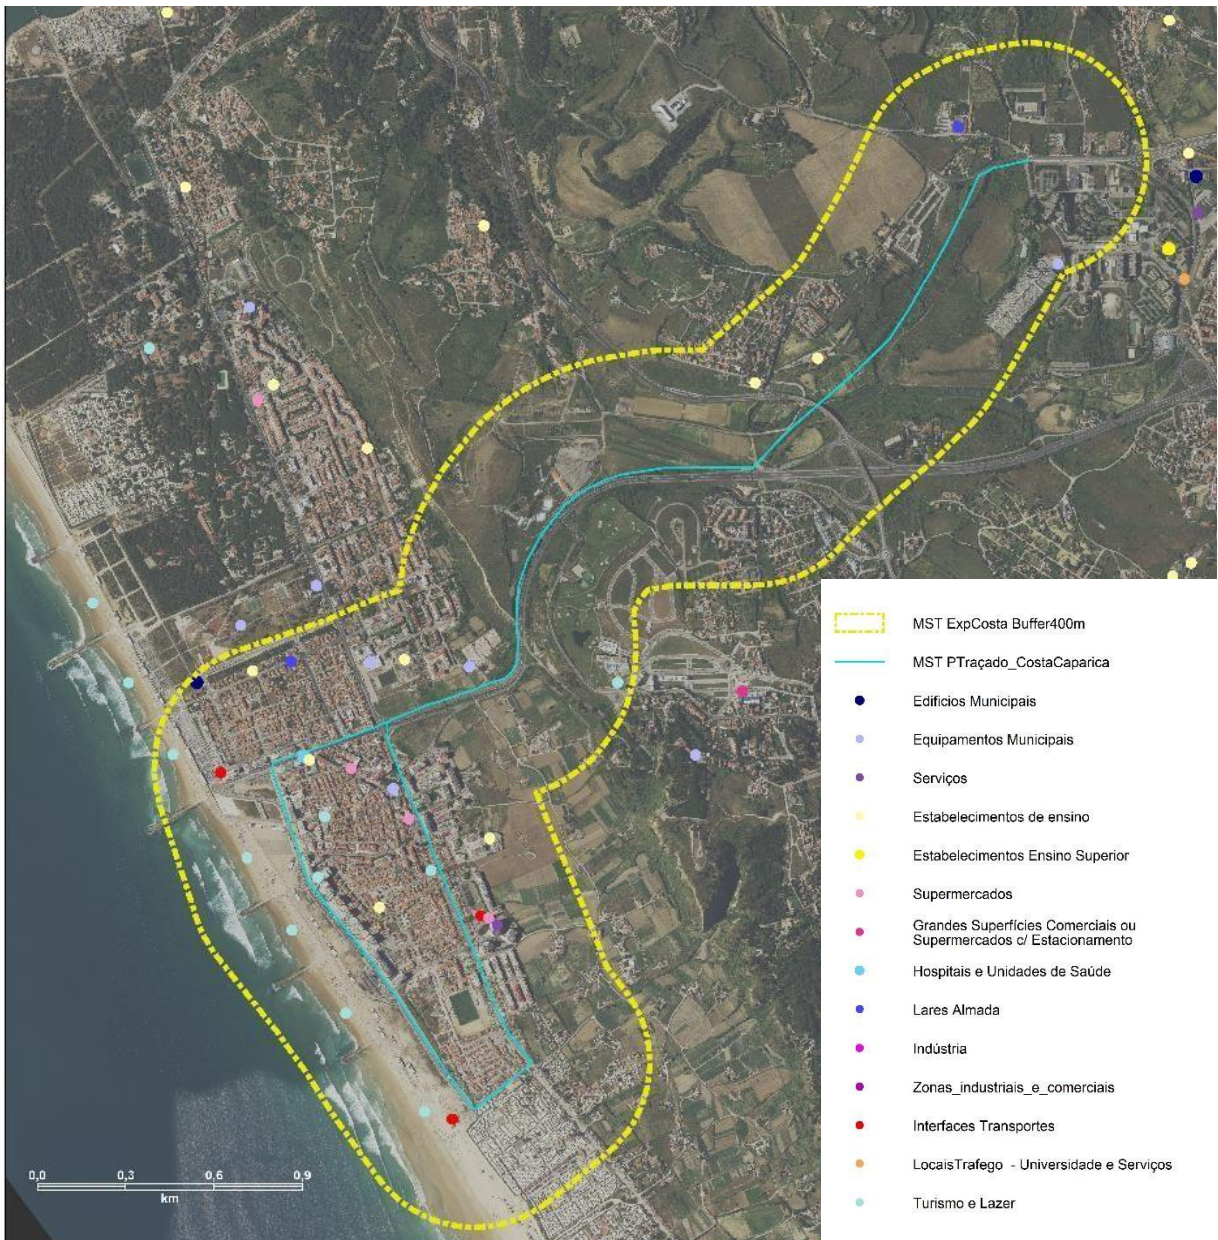 MST ExpCosta Buffer400m
MST PTraçado_CostaCaparica
Edificios Municipais
Equipamentos Municipais
Serviços
Estabelecimentos de ensino
Estabelecimentos Ensino Superior
Supermercados
Grandes Superfícies Comerciais ou
Supermercados c/ Estacionamento
Hospitais e Unidades de Saúde
Lares Almada
Indústria
Zonas_industriais_e_comerciais
Interfaces Transportes
LocaisTrafego - Universidade e Serviços
Turismo e Lazer
0,0 0,3 0,6 0,9
km